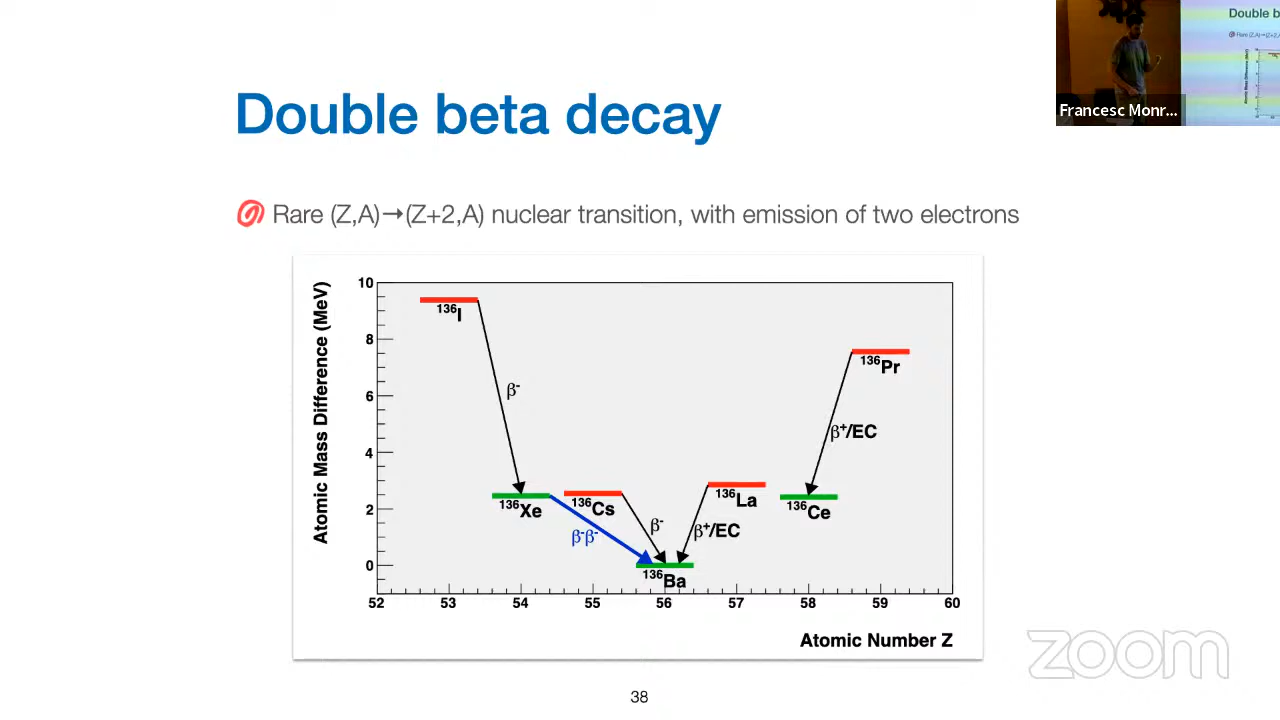 Double beta decay
Rare (Z,A)→(Z+2,A) nuclear transition, with emission of two electrons
Atomic Mass Difference (MeV)
10
8
6
4
2
0
¹³⁶I
¹³⁶Pr
β⁻
β⁺/EC
¹³⁶Xe
¹³⁶Cs
¹³⁶La
¹³⁶Ce
β⁻β⁻
β⁻
β⁺/EC
¹³⁶Ba
52 53 54 55 56 57 58 59 60
Atomic Number Z
38
Francesc Monr...
Double b
zoom